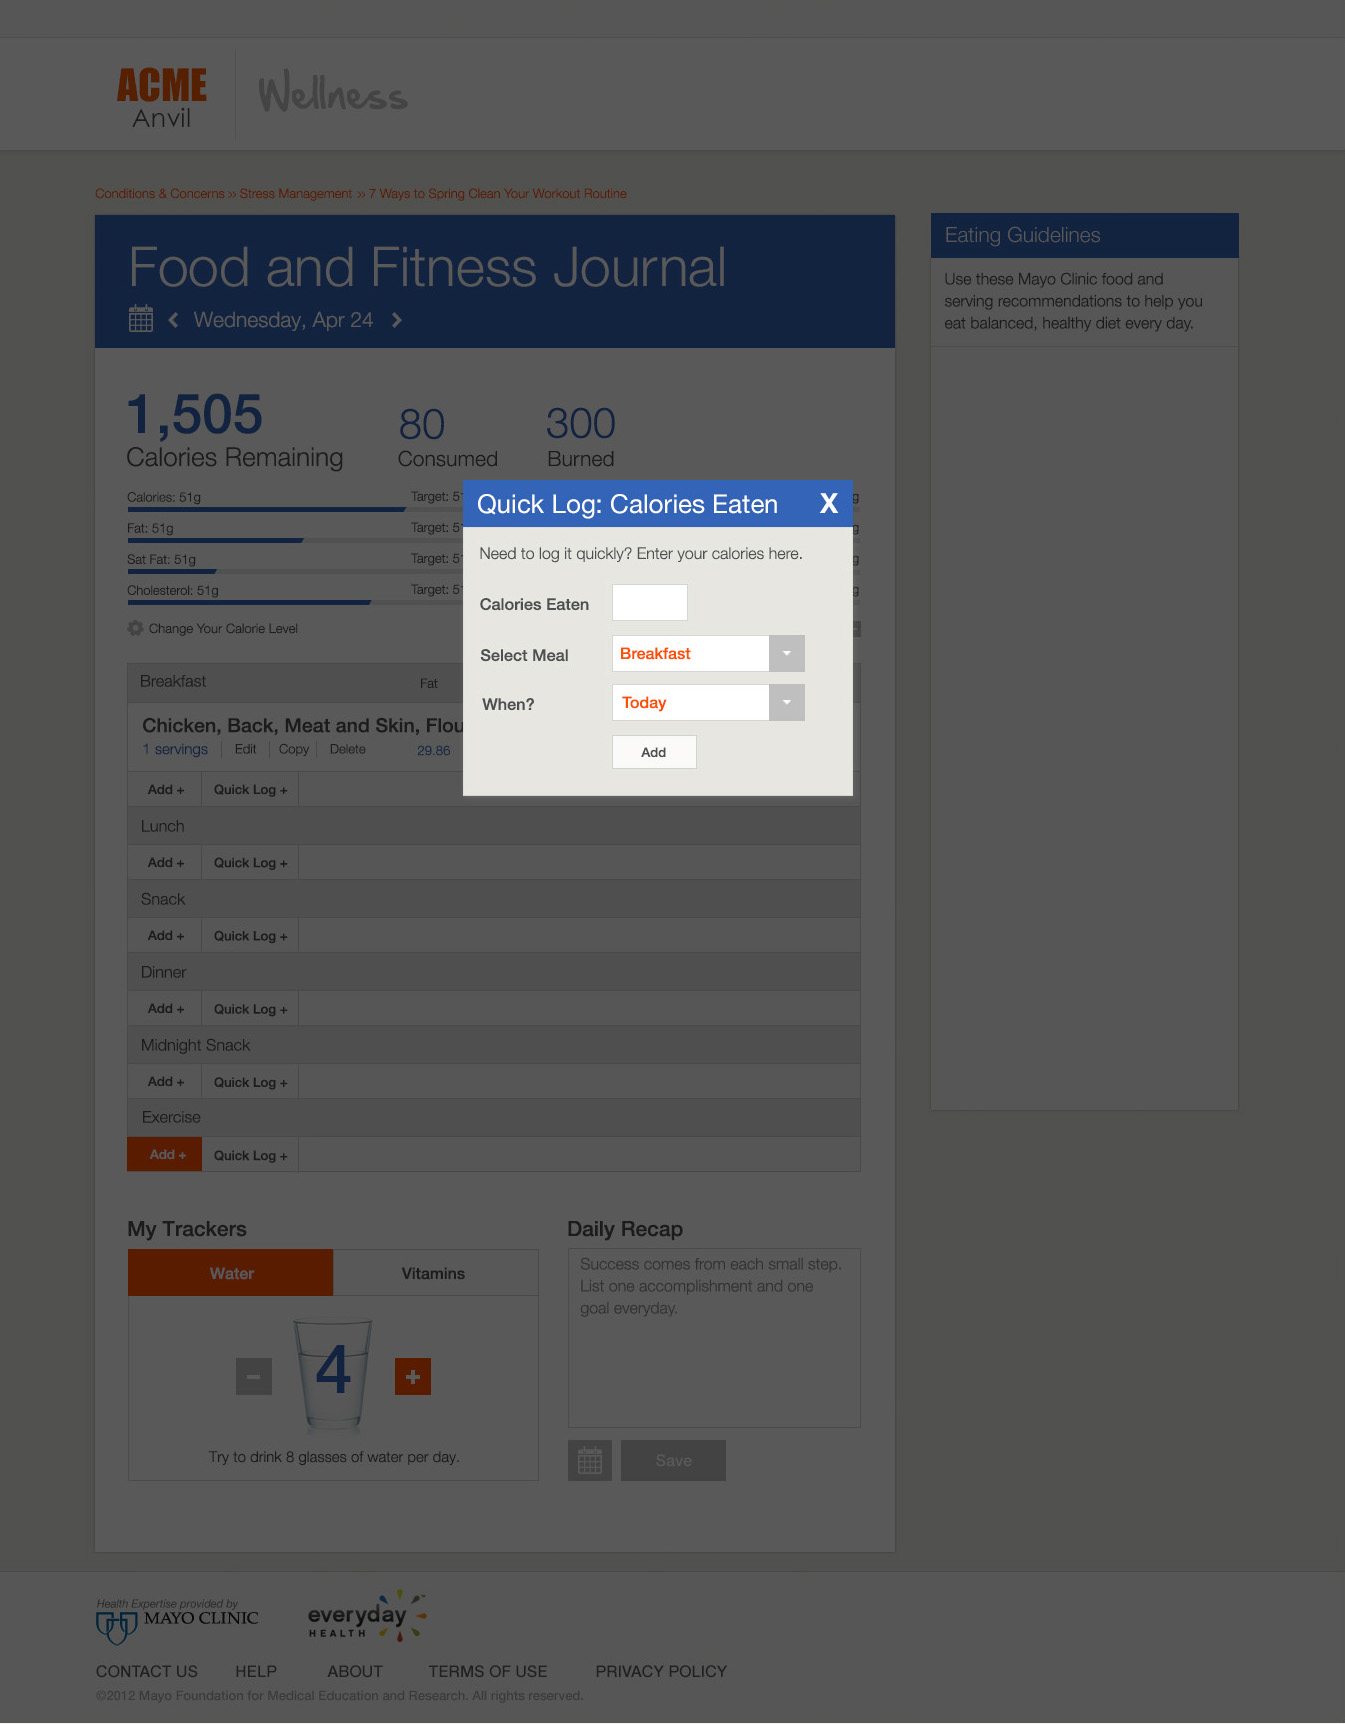 ACME
Anvil
Wellness
Conditions & Concerns » Stress Management » 7 Ways to Spring Clean Your Workout Routine
Food and Fitness Journal
Wednesday, Apr 24
1,505
Calories Remaining
80
Consumed
300
Burned
Calories: 51g
Target: 51
g
Fat: 51g
Target: 51
g
Sat Fat: 51g
Target: 51
g
Cholesterol: 51g
Target: 51
g
Change Your Calorie Level
Quick Log: Calories Eaten X
Need to log it quickly? Enter your calories here.
Calories Eaten
Select Meal Breakfast
When? Today
Add
Breakfast Fat
Chicken, Back, Meat and Skin, Flou
1 servings Edit Copy Delete 29.86
Add + Quick Log +
Lunch
Add + Quick Log +
Snack
Add + Quick Log +
Dinner
Add + Quick Log +
Midnight Snack
Add + Quick Log +
Exercise
Add + Quick Log +
My Trackers
Water Vitamins
4
Try to drink 8 glasses of water per day.
Daily Recap
Success comes from each small step.
List one accomplishment and one
goal everyday.
Save
Eating Guidelines
Use these Mayo Clinic food and
serving recommendations to help you
eat balanced, healthy diet every day.
Health Expertise provided by
MAYO CLINIC
everyday
HEALTH
CONTACT US HELP ABOUT TERMS OF USE PRIVACY POLICY
©2012 Mayo Foundation for Medical Education and Research. All rights reserved.